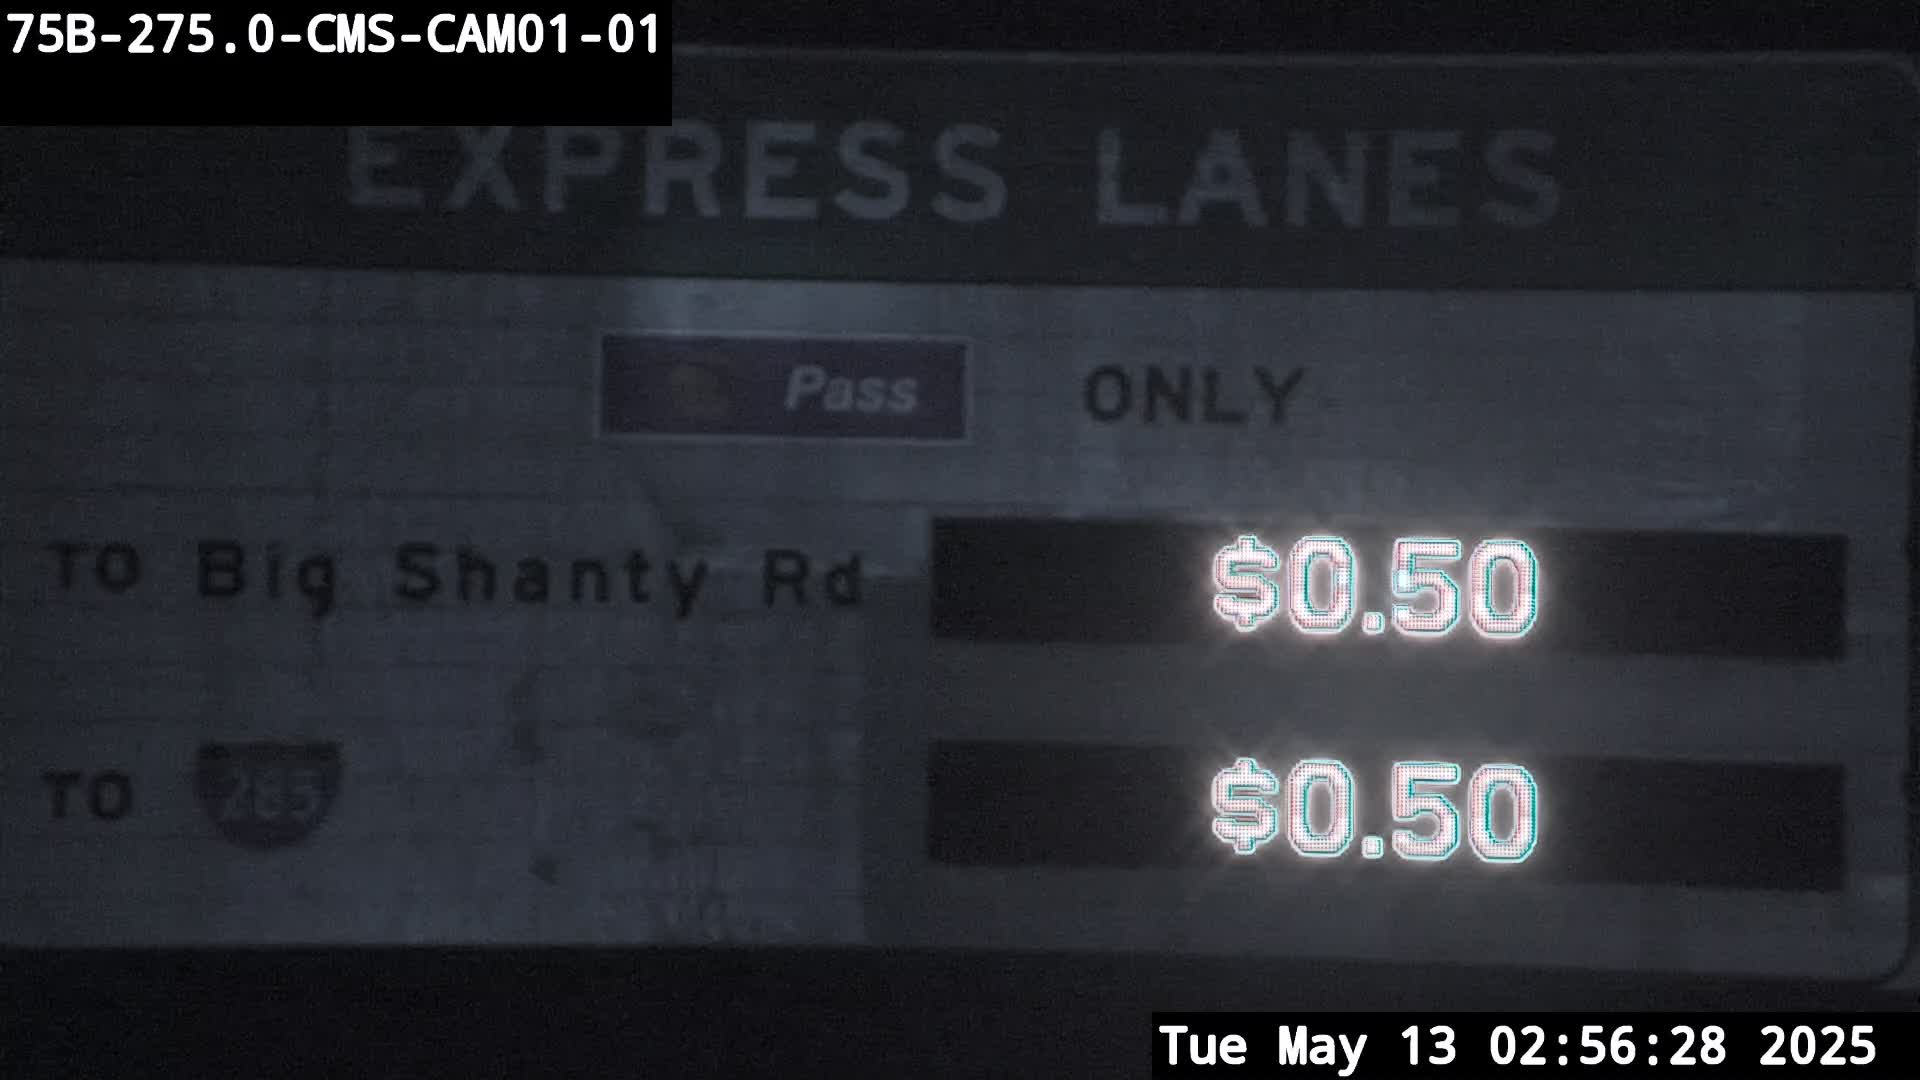 75B-275.0-CMS-CAM01-01
EXPRESS LANES
Pass ONLY
TO Big Shanty Rd $0.50
TO 285 $0.50
Tue May 13 02:56:28 2025